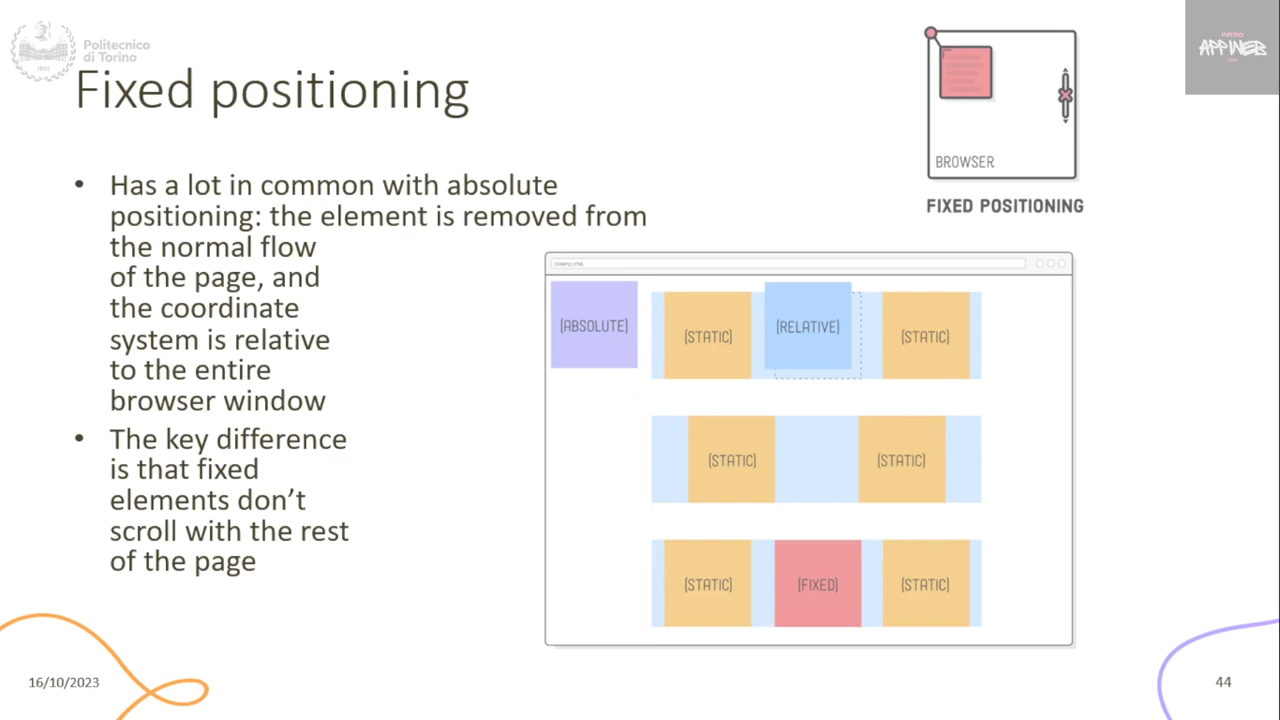 Politecnico
di Torino
INTRO
APPWEB
Fixed positioning
BROWSER
FIXED POSITIONING
• Has a lot in common with absolute
positioning: the element is removed from
the normal flow
of the page, and
the coordinate
system is relative
to the entire
browser window
• The key difference
is that fixed
elements don’t
scroll with the rest
of the page
(ABSOLUTE)
(STATIC)
(RELATIVE)
(STATIC)
(STATIC)
(STATIC)
(STATIC)
(FIXED)
(STATIC)
16/10/2023
44